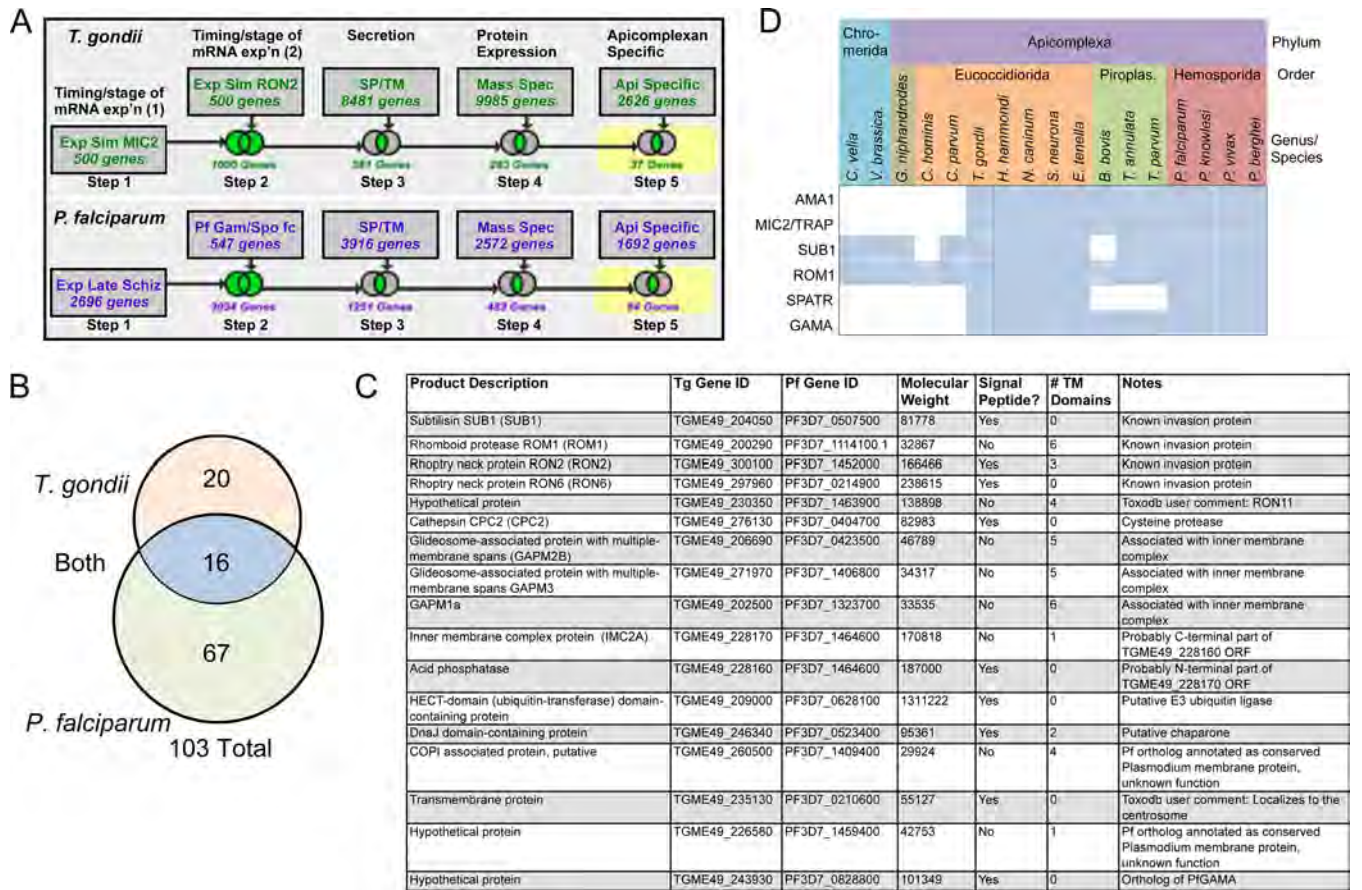 A
T. gondii
Timing/stage of mRNA exp'n (2)
Secretion
Protein Expression
Apicomplexan Specific
Timing/stage of mRNA exp'n (1)
Exp Sim RON2
500 genes
SP/TM
8481 genes
Mass Spec
9985 genes
Api Specific
2626 genes
Exp Sim MIC2
500 genes
1000 Genes
381 Genes
283 Genes
37 Genes
Step 1 Step 2 Step 3 Step 4 Step 5
P. falciparum
Pf Gam/Spo fc
547 genes
SP/TM
3916 genes
Mass Spec
2572 genes
Api Specific
1692 genes
Exp Late Schiz
2696 genes
1251 Genes
Genes
Genes
Genes
Step 1 Step 2 Step 3 Step 4 Step 5
D
Chro-merida
Apicomplexa
Phylum
Eucoccidiorida
Piroplas.
Hemosporida
Order
C. velia
V. brassica.
G. niphandrodes
C. hominis
C. parvum
T. gondii
H. hammondi
N. caninum
S. neurona
E. tenella
B. bovis
T. annulata
T. parvum
P. falciparum
P. knowlesi
P. vivax
P. berghei
Genus/Species
AMA1
MIC2/TRAP
SUB1
ROM1
SPATR
GAMA
B
T. gondii
20
Both
16
67
P. falciparum
103 Total
C
Product Description Tg Gene ID Pf Gene ID Molecular Weight Signal Peptide? # TM Domains Notes
Subtilisin SUB1 (SUB1) TGME49_204050 PF3D7_0507500 81778 Yes 0 Known invasion protein
Rhomboid protease ROM1 (ROM1) TGME49_200290 PF3D7_1114100.1 32867 No 6 Known invasion protein
Rhoptry neck protein RON2 (RON2) TGME49_300100 PF3D7_1452000 166466 Yes 3 Known invasion protein
Rhoptry neck protein RON6 (RON6) TGME49_297960 PF3D7_0214900 238615 Yes 0 Known invasion protein
Hypothetical protein TGME49_230350 PF3D7_1463900 138898 No 4 Toxodb user comment: RON11
Cathepsin CPC2 (CPC2) TGME49_276130 PF3D7_0404700 82983 Yes 0 Cysteine protease
Glideosome-associated protein with multiple-membrane spans (GAPM2B) TGME49_206690 PF3D7_0423500 46789 No 5 Associated with inner membrane complex
Glideosome-associated protein with multiple-membrane spans GAPM3 TGME49_271970 PF3D7_1406800 34317 No 5 Associated with inner membrane complex
GAPM1a TGME49_202500 PF3D7_1323700 33535 No 6 Associated with inner membrane complex
Inner membrane complex protein (IMC2A) TGME49_228170 PF3D7_1464600 170818 No 1 Probably C-terminal part of TGME49_228160 ORF
Acid phosphatase TGME49_228160 PF3D7_1464600 187000 Yes 0 Probably N-terminal part of TGME49_228170 ORF
HECT-domain (ubiquitin-transferase) domain-containing protein TGME49_209000 PF3D7_0628100 1311222 Yes 0 Putative E3 ubiquitin ligase
DnaJ domain-containing protein TGME49_246340 PF3D7_0523400 95361 Yes 2 Putative chaparone
COPI associated protein, putative TGME49_260500 PF3D7_1409400 29924 No 4 Pf ortholog annotated as conserved Plasmodium membrane protein, unknown function
Transmembrane protein TGME49_235130 PF3D7_0210600 55127 Yes 0 Toxodb user comment: Localizes to the centrosome
Hypothetical protein TGME49_226580 PF3D7_1459400 42753 No 1 Pf ortholog annotated as conserved Plasmodium membrane protein, unknown function
Hypothetical protein TGME49_243930 PF3D7_0828800 101349 Yes 0 Ortholog of PfGAMA